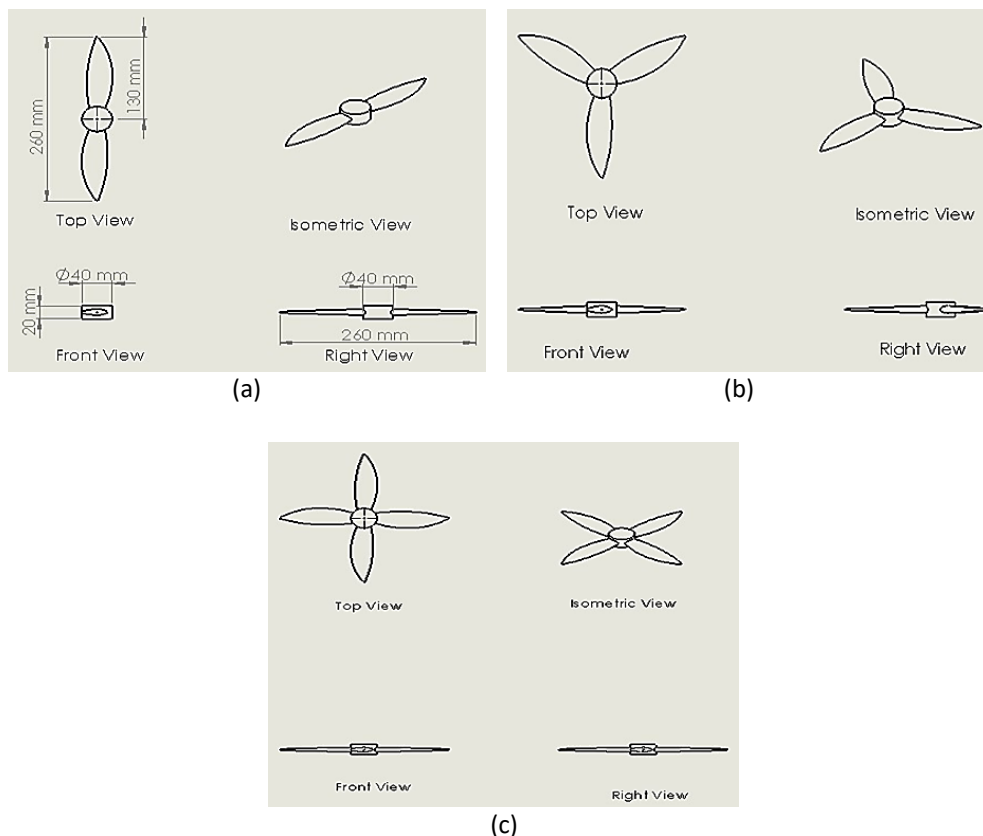 260 mm
130 mm
Top View
Isometric View
Ø40 mm
20 mm
Front View
Ø40 mm
260 mm
Right View
(a)
Top View
Isometric View
Front View
Right View
(b)
Top View
Isometric View
Front View
Right View
(c)